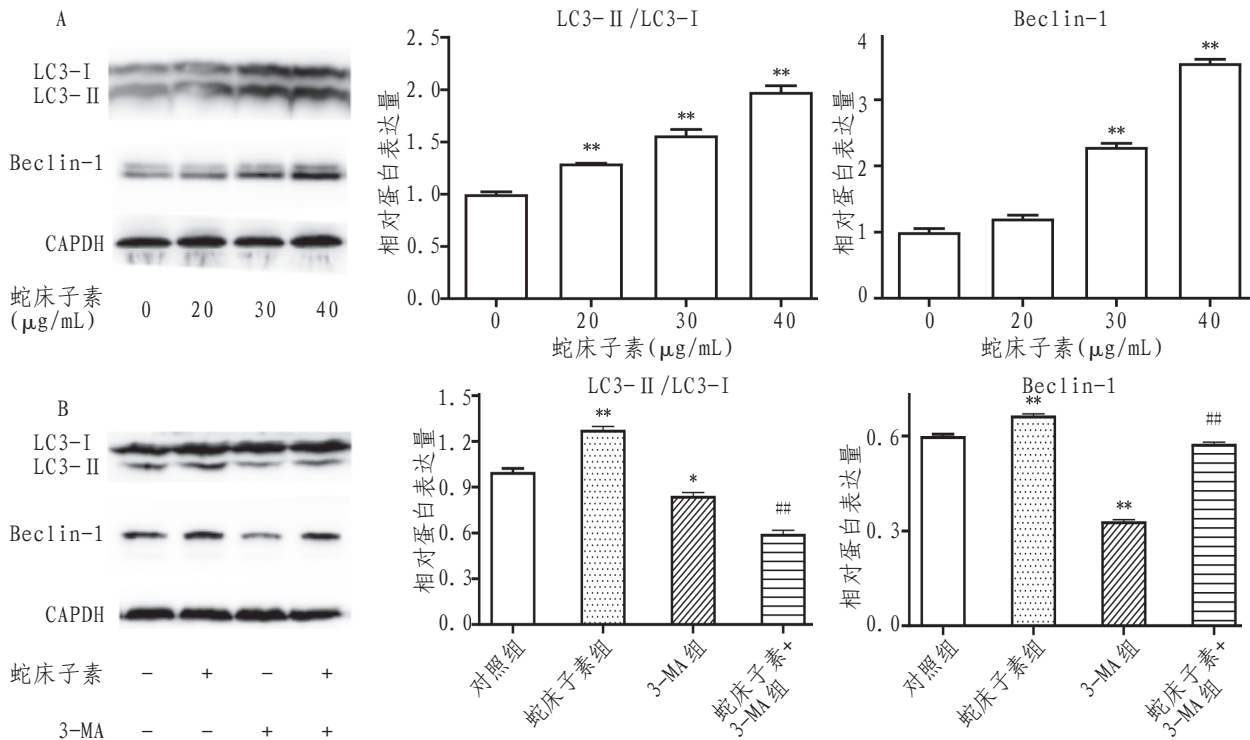 A
LC3-I
LC3-II
Beclin-1
CAPDH
蛇床子素
(μg/mL)
0 20 30 40
LC3-II/LC3-I
相对蛋白表达量
2.5
2.0
1.5
1.0
0.5
0.0
**
**
**
0 20 30 40
蛇床子素(μg/mL)
Beclin-1
相对蛋白表达量
4
3
2
1
0
**
**
0 20 30 40
蛇床子素(μg/mL)
B
LC3-I
LC3-II
Beclin-1
CAPDH
蛇床子素 − + − +
3-MA − − + +
LC3-II/LC3-I
相对蛋白表达量
1.5
1.2
0.9
0.6
0.3
0.0
**
*
##
对照组
蛇床子素组
3-MA组
蛇床子素+
3-MA组
Beclin-1
相对蛋白表达量
0.6
0.3
0.0
**
**
##
对照组
蛇床子素组
3-MA组
蛇床子素+
3-MA组